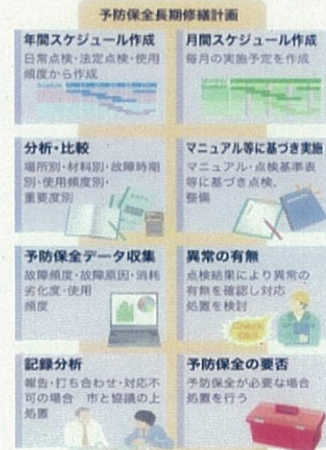 予防保全長期修繕計画
年間スケジュール作成
日常点検・法定点検・使用
頻度から作成
月間スケジュール作成
毎月の実施予定を作成
分析・比較
場所別・材料別・故障時期
別・使用頻度別・
重要度別
マニュアル等に基づき実施
マニュアル・点検基準表
等に基づき点検、
整備
予防保全データ収集
故障頻度・故障原因・消耗
劣化度・使用
頻度
異常の有無
点検結果により異常の
有無を確認し対応
処置を検討
記録分析
報告・打ち合わせ・対応不
可の場合　市と協議の上
処置
予防保全の要否
予防保全が必要な場合
処置を行う